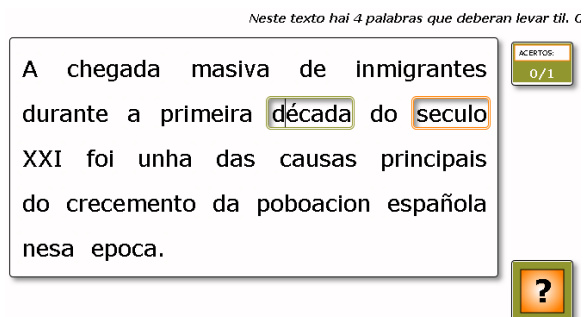 Neste texto hai 4 palabras que deberan levar til.
ACERTOS:
0/1
A chegada masiva de inmigrantes
durante a primeira década do seculo
XXI foi unha das causas principais
do crecemento da poboacion española
nesa epoca.
?